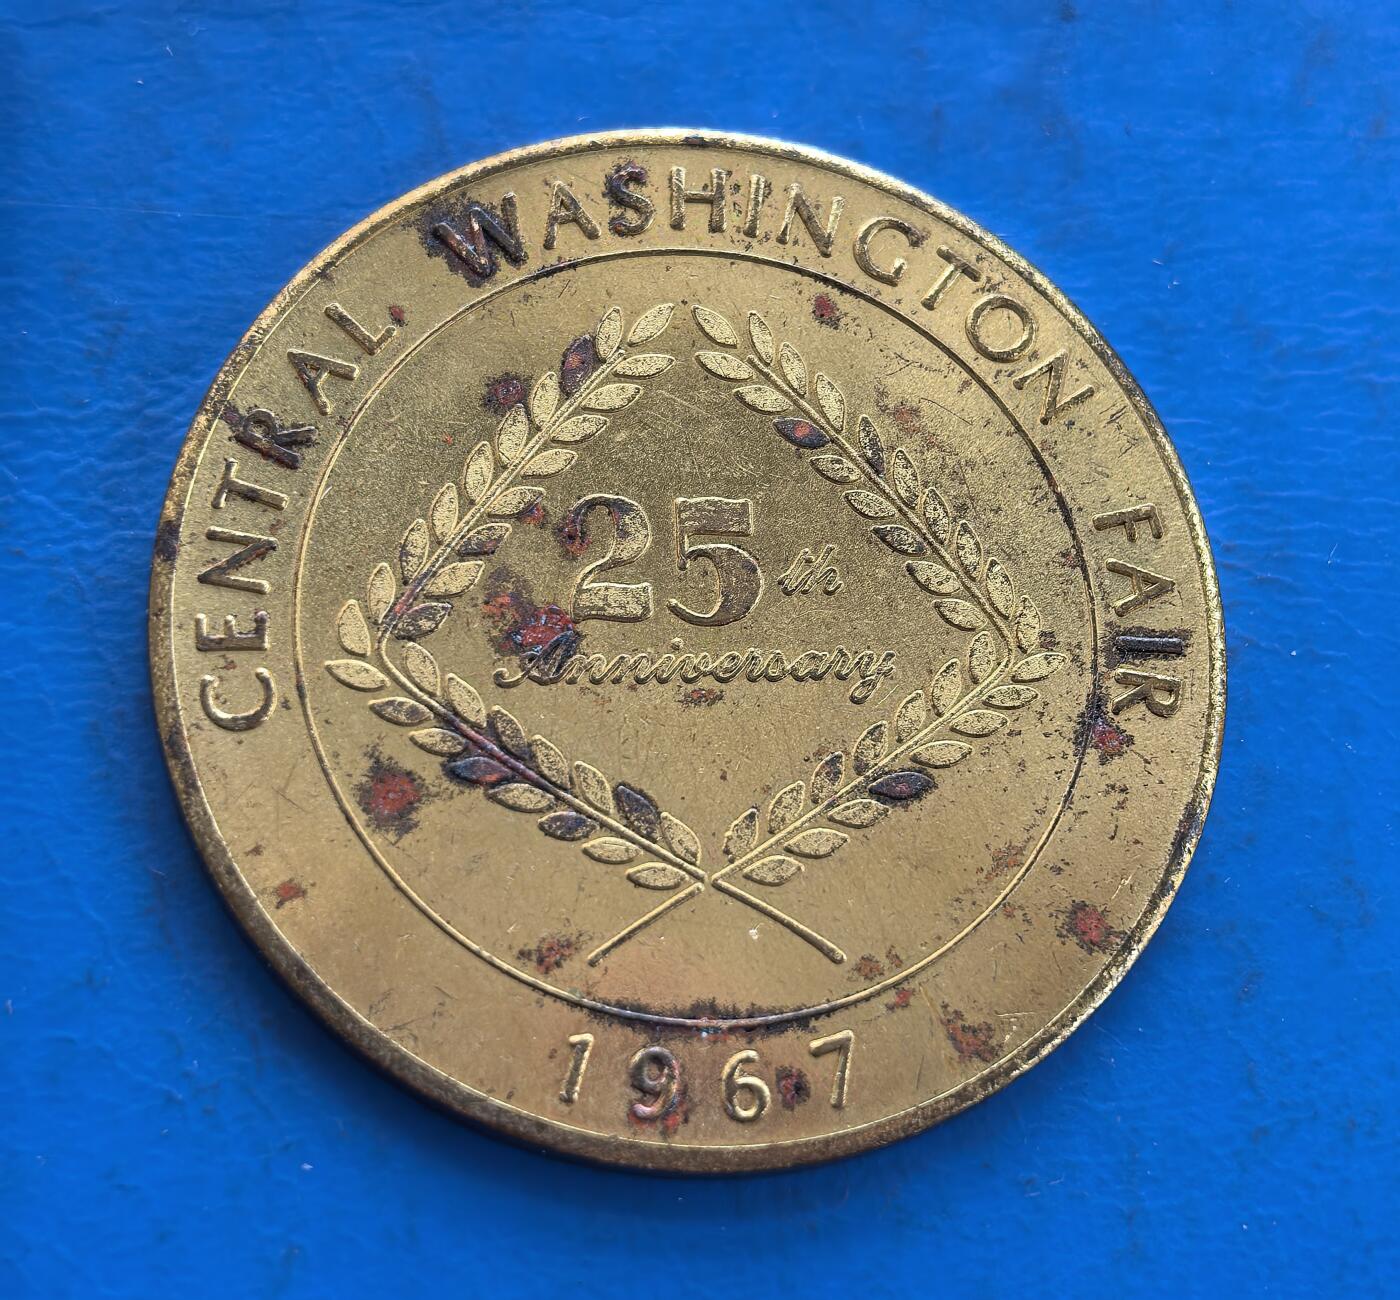 CENTRAL WASHINGTON FAIR
25th
Anniversary
1967